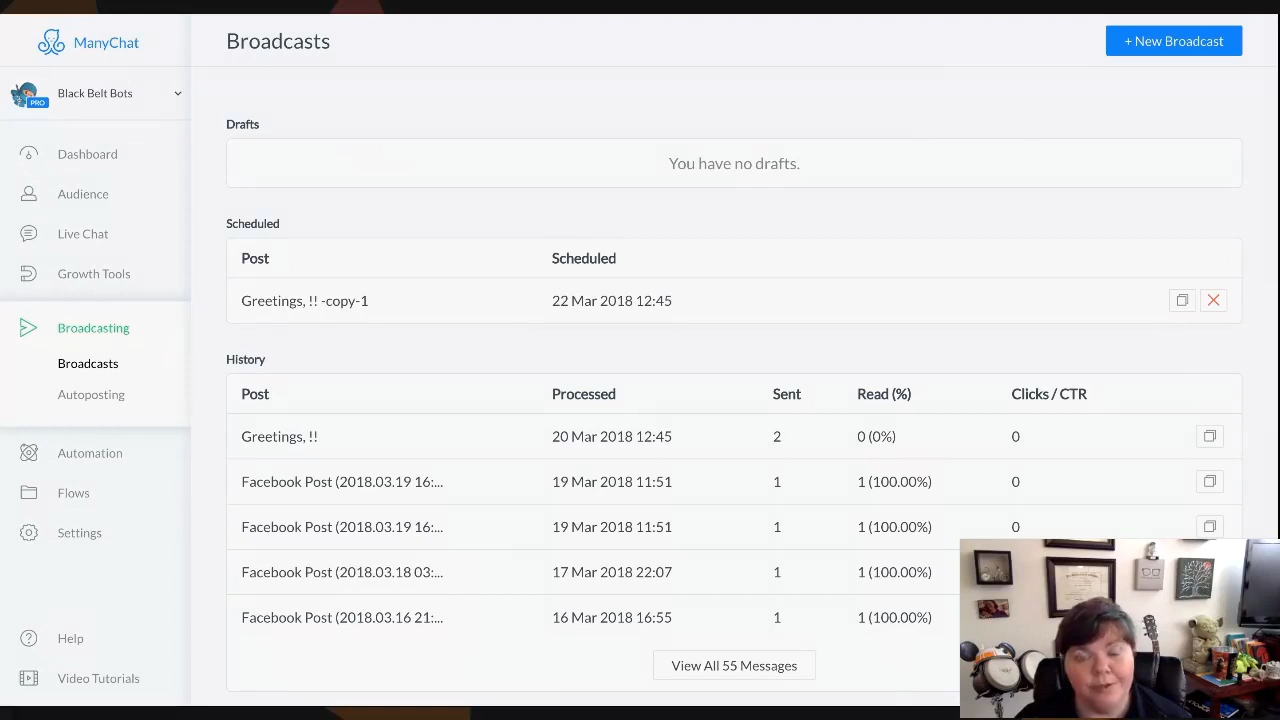 ManyChat
Broadcasts
+ New Broadcast
PRO
Black Belt Bots
Dashboard
Audience
Live Chat
Growth Tools
Broadcasting
Broadcasts
Autoposting
Automation
Flows
Settings
Help
Video Tutorials
Drafts
You have no drafts.
Scheduled
Post Scheduled
Greetings, !! -copy-1 22 Mar 2018 12:45
History
Post Processed Sent Read (%) Clicks / CTR
Greetings, !! 20 Mar 2018 12:45 2 0 (0%) 0
Facebook Post (2018.03.19 16:... 19 Mar 2018 11:51 1 1 (100.00%) 0
Facebook Post (2018.03.19 16:... 19 Mar 2018 11:51 1 1 (100.00%) 0
Facebook Post (2018.03.18 03:... 17 Mar 2018 22:07 1 1 (100.00%)
Facebook Post (2018.03.16 21:... 16 Mar 2018 16:55 1 1 (100.00%)
View All 55 Messages